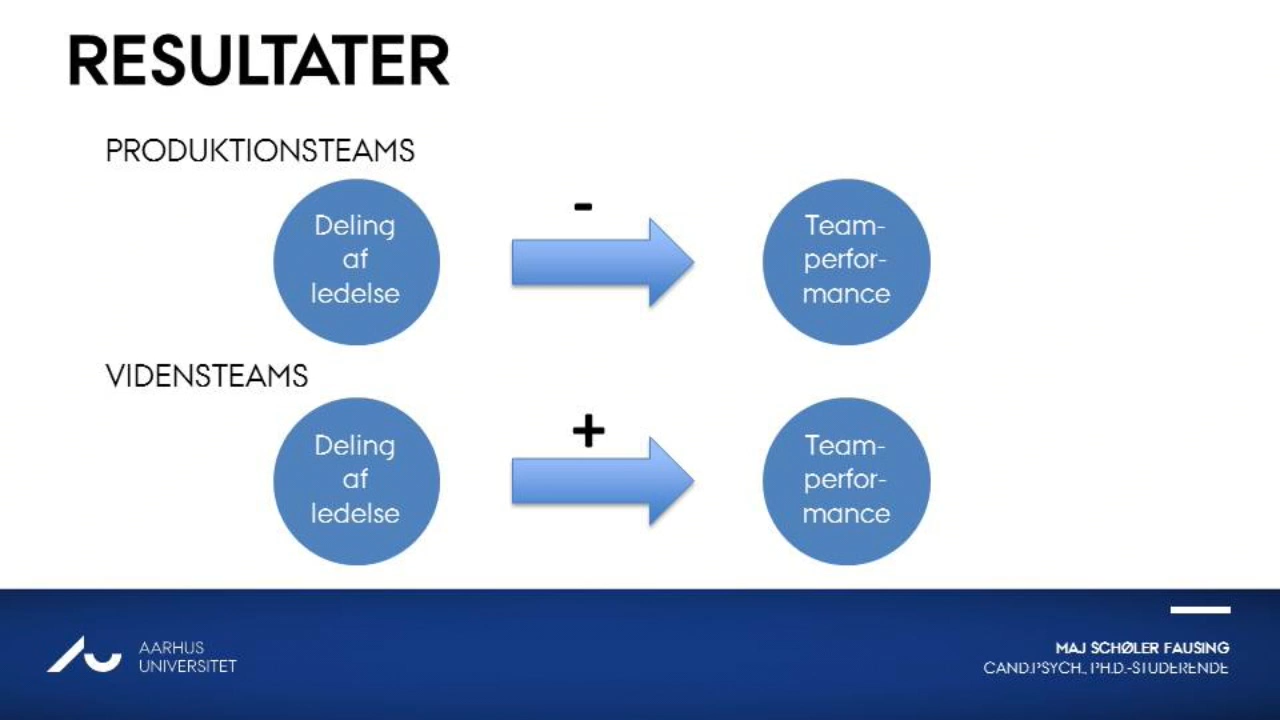 RESULTATER
PRODUKTIONSTEAMS
Deling
af
ledelse
-
Team-
perfor-
mance
VIDENSTEAMS
Deling
af
ledelse
+
Team-
perfor-
mance
AARHUS
UNIVERSITET
MAJ SCHØLER FAUSING
CAND.PSYCH., PH.D.-STUDERENDE